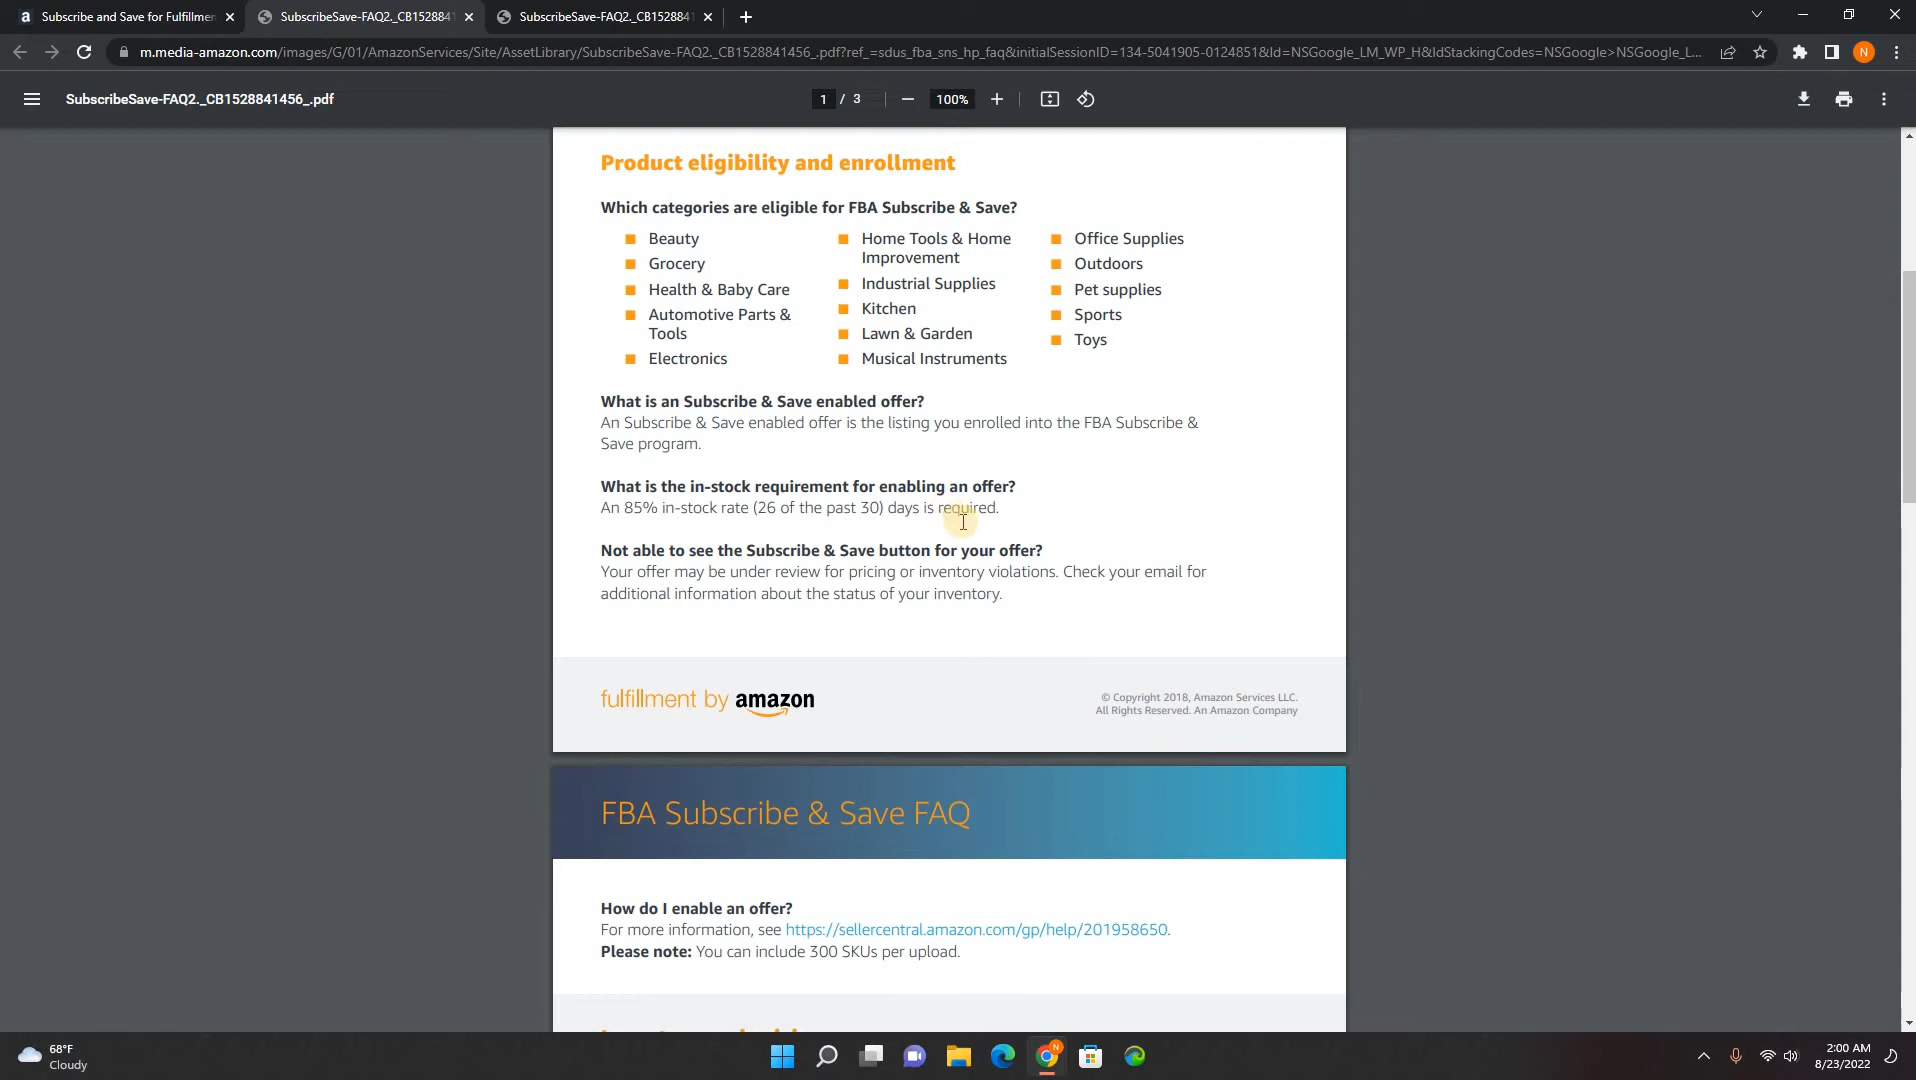 Subscribe and Save for Fulfillmen
SubscribeSave-FAQ2._CB1528841
SubscribeSave-FAQ2._CB1528841
m.media-amazon.com/images/G/01/AmazonServices/Site/AssetLibrary/SubscribeSave-FAQ2._CB1528841456_.pdf?ref_=sdus_fba_sns_hp_faq&initialSessionID=134-5041905-0124851&ld=NSGoogle_LM_WP_H&ldStackingCodes=NSGoogle>NSGoogle_L...
N
SubscribeSave-FAQ2._CB1528841456_.pdf
1 / 3
100%
Product eligibility and enrollment
Which categories are eligible for FBA Subscribe & Save?
Beauty
Grocery
Health & Baby Care
Automotive Parts &
Tools
Electronics
Home Tools & Home
Improvement
Industrial Supplies
Kitchen
Lawn & Garden
Musical Instruments
Office Supplies
Outdoors
Pet supplies
Sports
Toys
What is an Subscribe & Save enabled offer?
An Subscribe & Save enabled offer is the listing you enrolled into the FBA Subscribe &
Save program.
What is the in-stock requirement for enabling an offer?
An 85% in-stock rate (26 of the past 30) days is required.
Not able to see the Subscribe & Save button for your offer?
Your offer may be under review for pricing or inventory violations. Check your email for
additional information about the status of your inventory.
fulfillment by amazon
© Copyright 2018, Amazon Services LLC.
All Rights Reserved. An Amazon Company
FBA Subscribe & Save FAQ
How do I enable an offer?
For more information, see https://sellercentral.amazon.com/gp/help/201958650.
Please note: You can include 300 SKUs per upload.
68°F
Cloudy
N
2:00 AM
8/23/2022